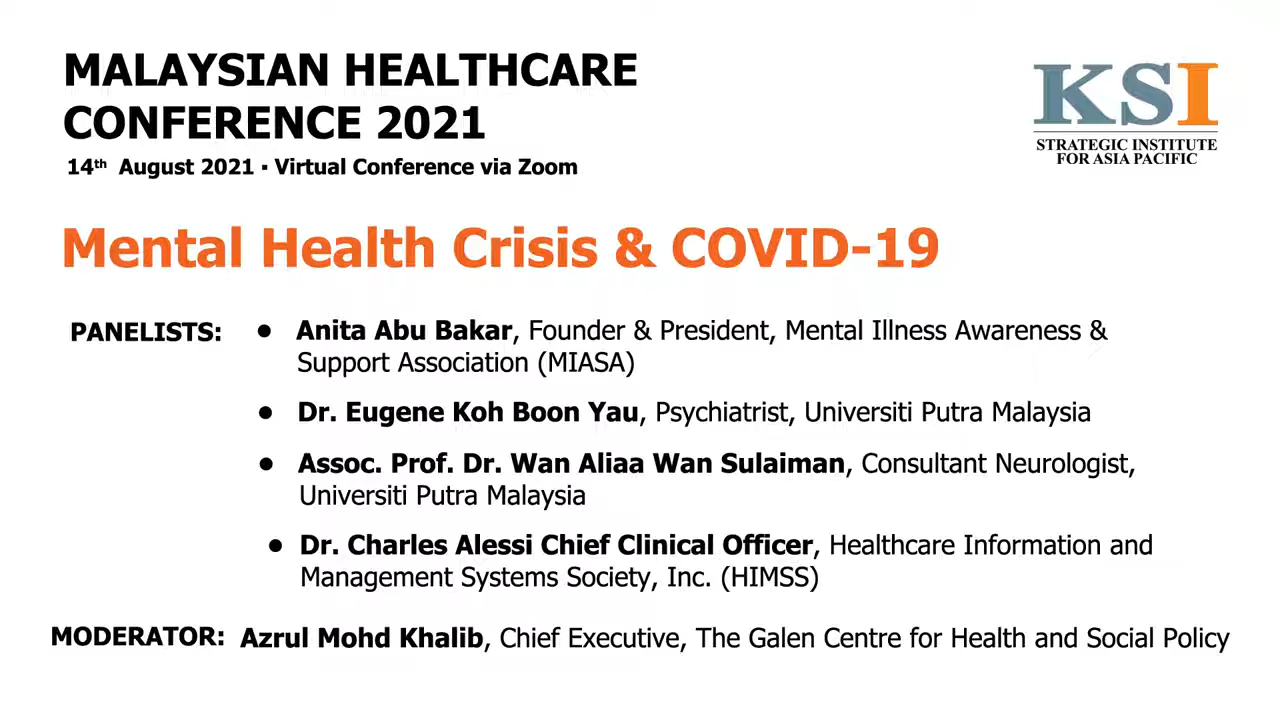 MALAYSIAN HEALTHCARE
CONFERENCE 2021
14th August 2021 ▪ Virtual Conference via Zoom
KSI
STRATEGIC INSTITUTE
FOR ASIA PACIFIC
Mental Health Crisis & COVID-19
PANELISTS: ● Anita Abu Bakar, Founder & President, Mental Illness Awareness &
Support Association (MIASA)
● Dr. Eugene Koh Boon Yau, Psychiatrist, Universiti Putra Malaysia
● Assoc. Prof. Dr. Wan Aliaa Wan Sulaiman, Consultant Neurologist,
Universiti Putra Malaysia
● Dr. Charles Alessi Chief Clinical Officer, Healthcare Information and
Management Systems Society, Inc. (HIMSS)
MODERATOR: Azrul Mohd Khalib, Chief Executive, The Galen Centre for Health and Social Policy